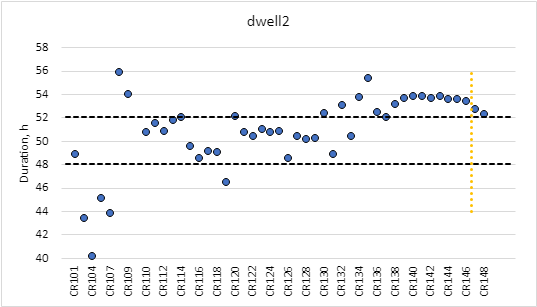 dwell2
58
56
54
52
50
48
46
44
42
40
Duration, h
CR101
CR104
CR107
CR109
CR110
CR112
CR114
CR116
CR118
CR120
CR122
CR124
CR126
CR128
CR130
CR132
CR134
CR136
CR138
CR140
CR142
CR144
CR146
CR148